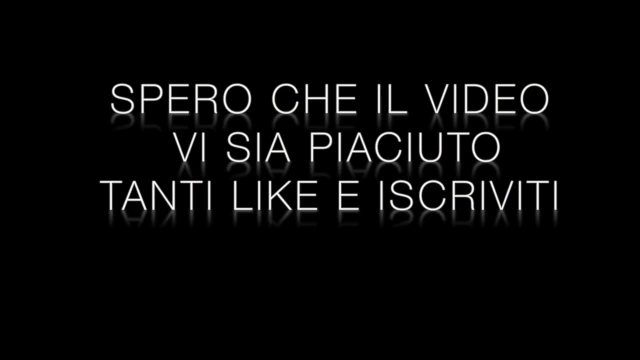 SPERO CHE IL VIDEO
VI SIA PIACIUTO
TANTI LIKE E ISCRIVITI